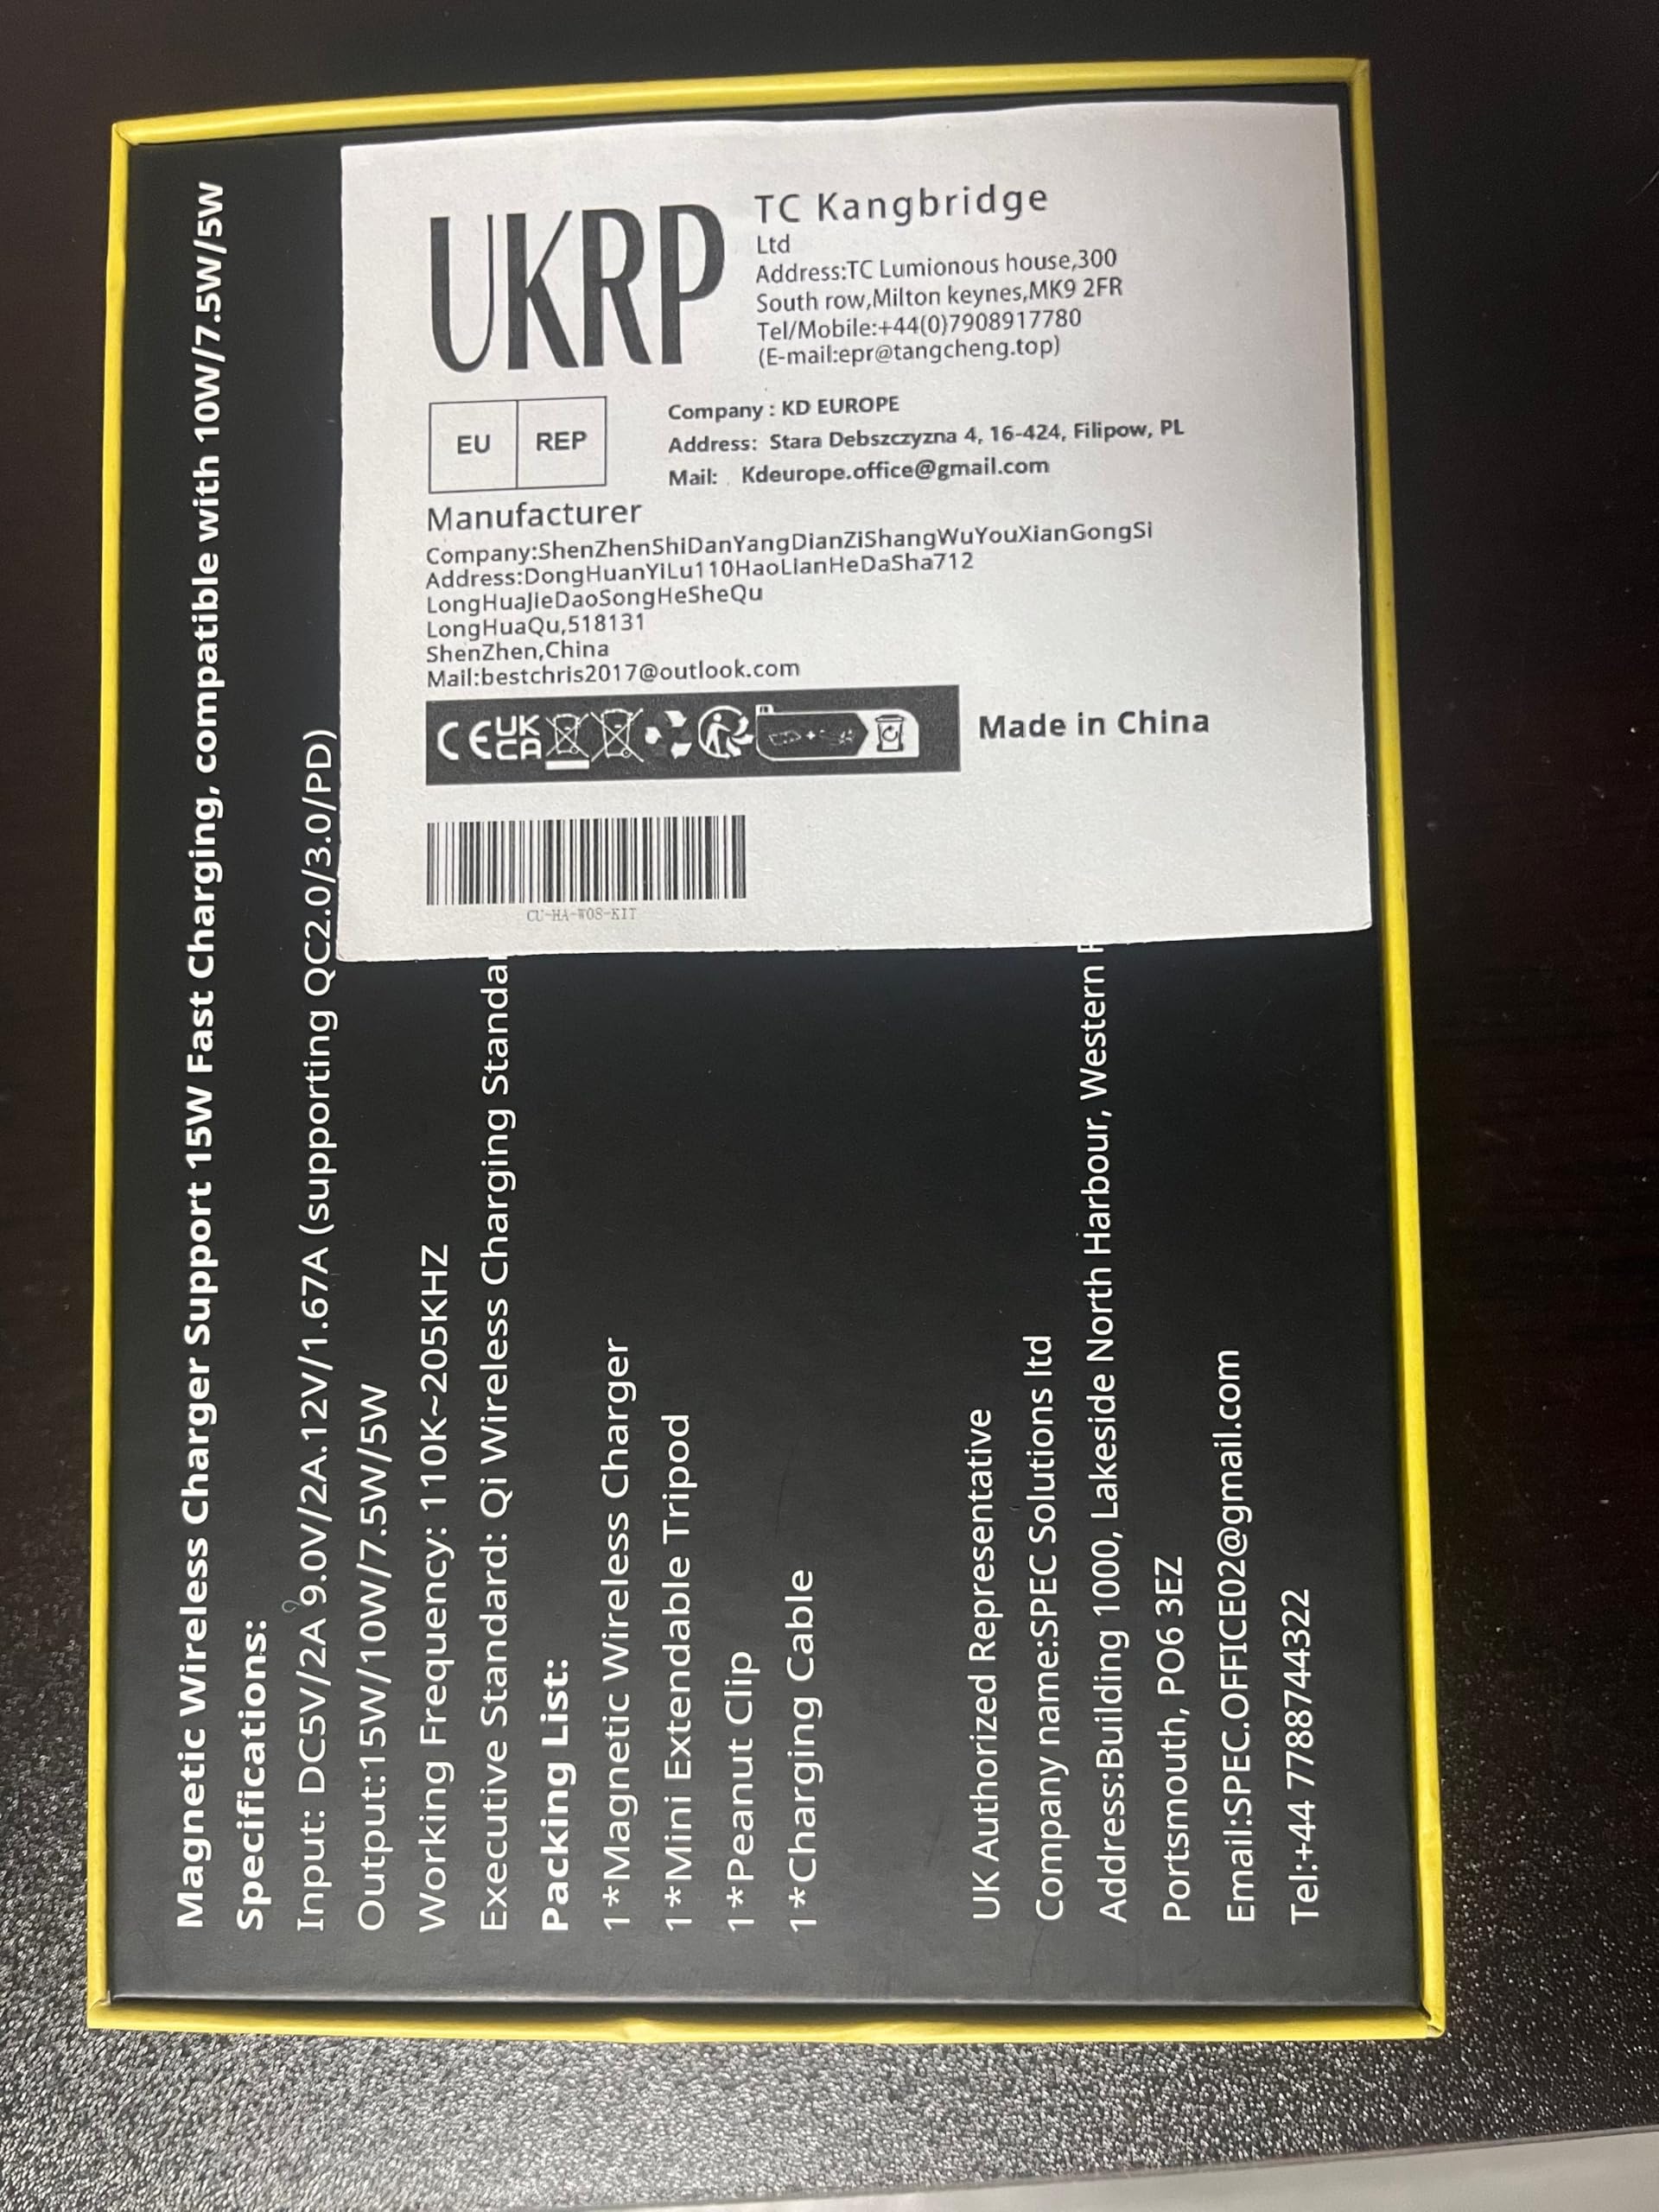 UKRP
TC Kangbridge
Ltd
Address:TC Lumionous house,300
South row,Milton keynes,MK9 2FR
Tel/Mobile:+44(0)7908917780
(E-mail:epr@tangcheng.top)
EU REP
Company : KD EUROPE
Address: Stara Debszczyzna 4, 16-424, Filipow, PL
Mail: Kdeurope.office@gmail.com
Manufacturer
Company:ShenZhenShiDanYangDianZiShangWuYouXianGongSi
Address:DongHuanYiLu110HaoLianHeDaSha712
LongHuaJieDaoSongHeSheQu
LongHuaQu,518131
ShenZhen,China
Mail:bestchris2017@outlook.com
CE UK CA
Made in China
CU-HA-W08-KIT
Magnetic Wireless Charger Support 15W Fast Charging, compatible with 10W/7.5W/5W
Specifications:
Input: DC5V/2A 9.0V/2A.12V/1.67A (supporting QC2.0/3.0/PD)
Output:15W/10W/7.5W/5W
Working Frequency: 110K~205KHZ
Executive Standard: Qi Wireless Charging
Packing List:
1*Magnetic Wireless Charger
1*Mini Extendable Tripod
1*Peanut Clip
1*Charging Cable
UK Authorized Representative
Company name:SPEC Solutions ltd
Address:Building 1000, Lakeside North Harbour, Western
Portsmouth, PO6 3EZ
Email:SPEC.OFFICE02@gmail.com
Tel:+44 7788744322